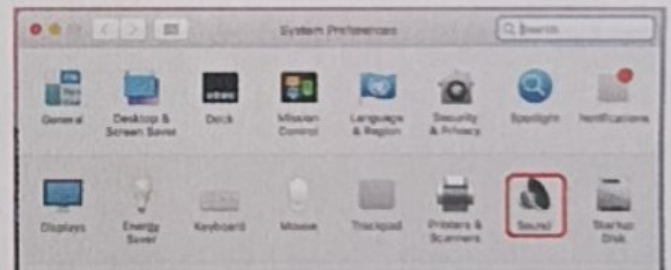 System Preferences
Search
General
Desktop &
Screen Saver
Dock
Mission
Control
Language
& Region
Security
& Privacy
Spotlight
Notifications
Displays
Energy
Saver
Keyboard
Mouse
Trackpad
Printers &
Scanners
Sound
Startup
Disk